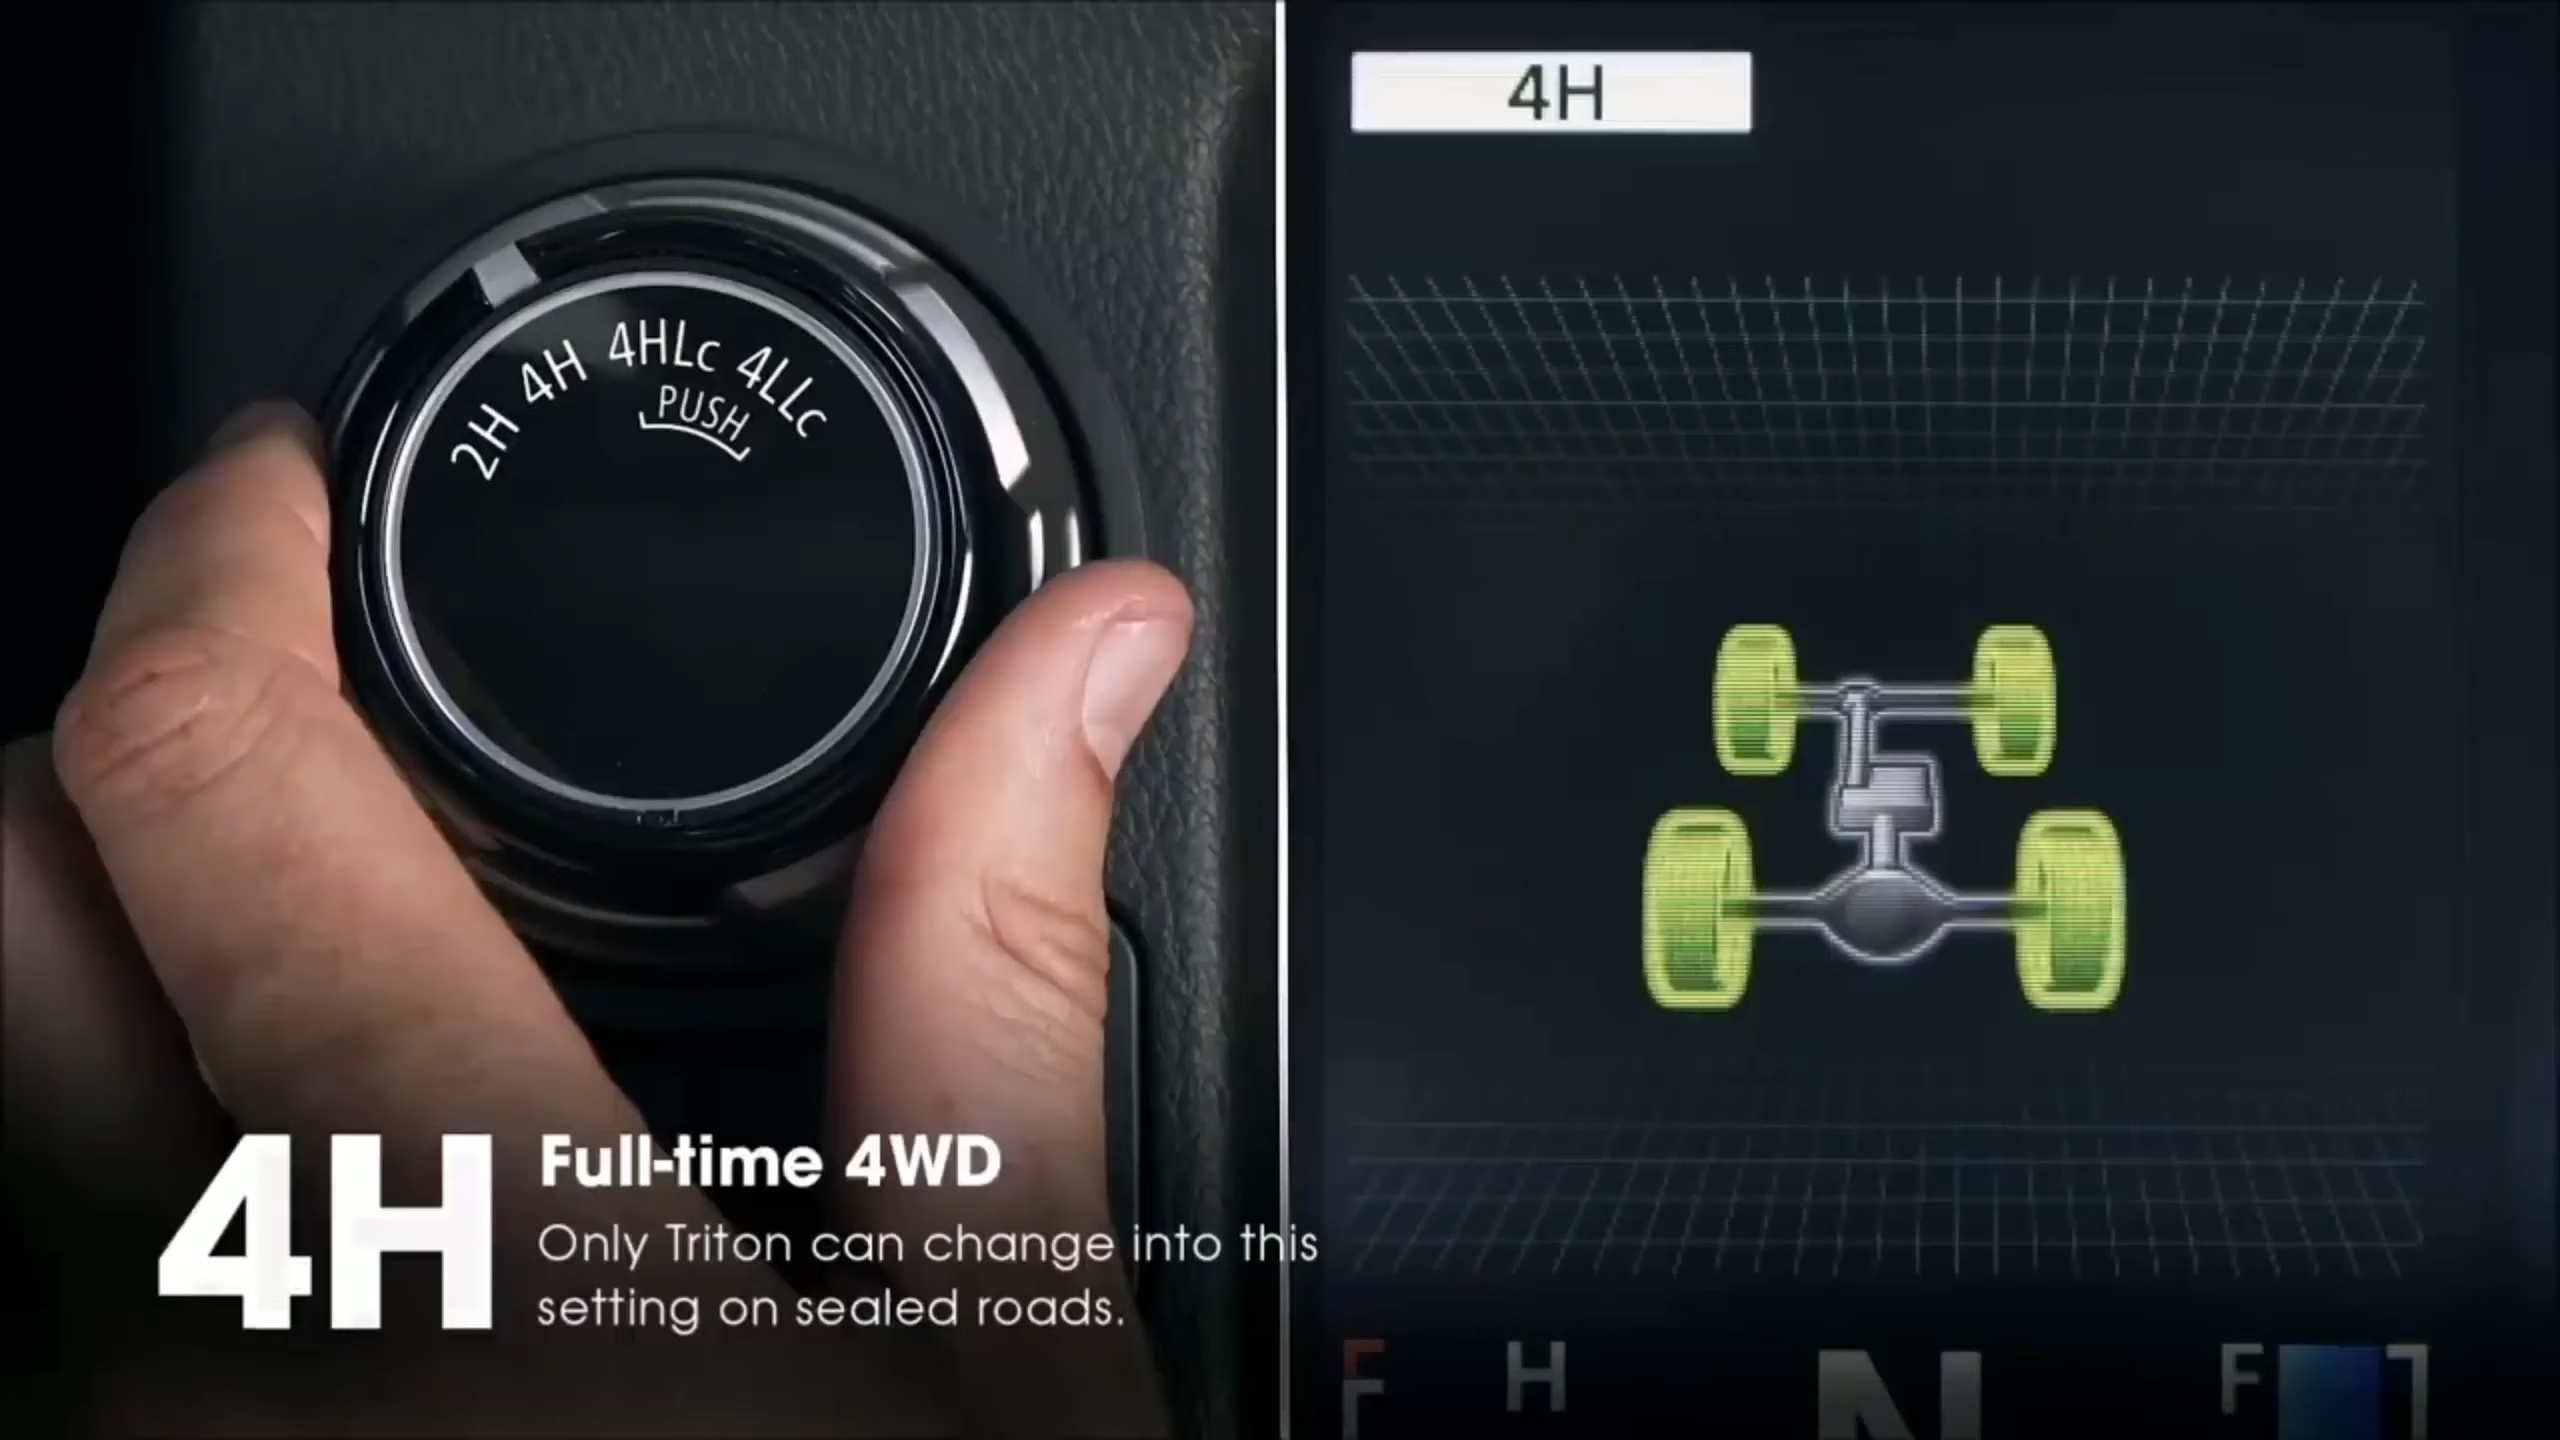 2H 4H 4HLc 4LLc
PUSH
4H
4H
Full-time 4WD
Only Triton can change into this
setting on sealed roads.
H
N
F